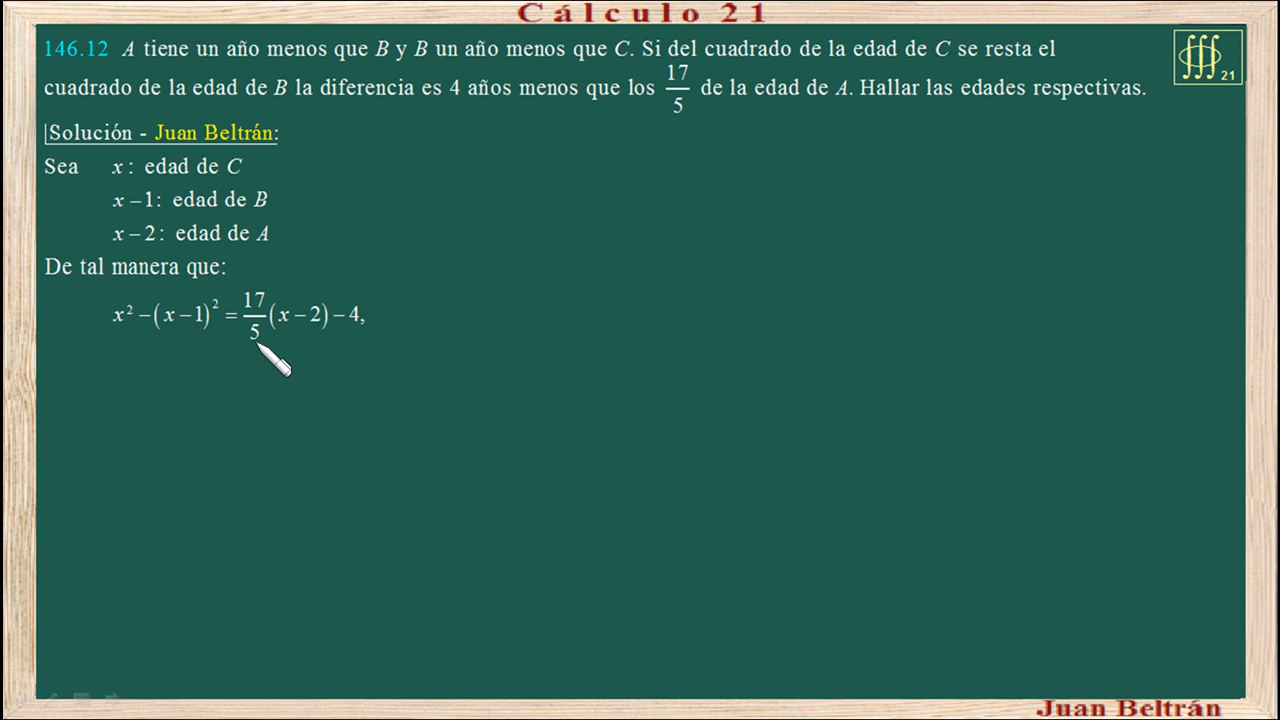 Cálculo 21
146.12 A tiene un año menos que B y B un año menos que C. Si del cuadrado de la edad de C se resta el
cuadrado de la edad de B la diferencia es 4 años menos que los 17/5 de la edad de A. Hallar las edades respectivas.
21
Solución - Juan Beltrán:
Sea x: edad de C
x – 1: edad de B
x – 2: edad de A
De tal manera que:
x² – (x – 1)² = 17/5 (x – 2) – 4,
Juan Beltrán